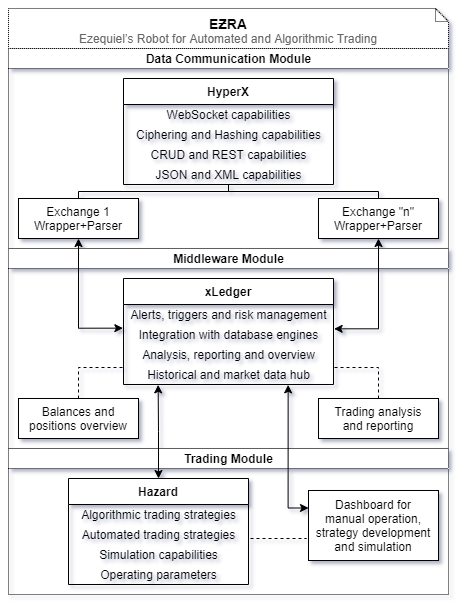 EƵRA
Ezequiel's Robot for Automated and Algorithmic Trading
Data Communication Module
HyperX
WebSocket capabilities
Ciphering and Hashing capabilities
CRUD and REST capabilities
JSON and XML capabilities
Exchange 1
Wrapper+Parser
Exchange "n"
Wrapper+Parser
Middleware Module
xLedger
Alerts, triggers and risk management
Integration with database engines
Analysis, reporting and overview
Historical and market data hub
Balances and
positions overview
Trading analysis
and reporting
Trading Module
Hazard
Algorithmic trading strategies
Automated trading strategies
Simulation capabilities
Operating parameters
Dashboard for
manual operation,
strategy development
and simulation